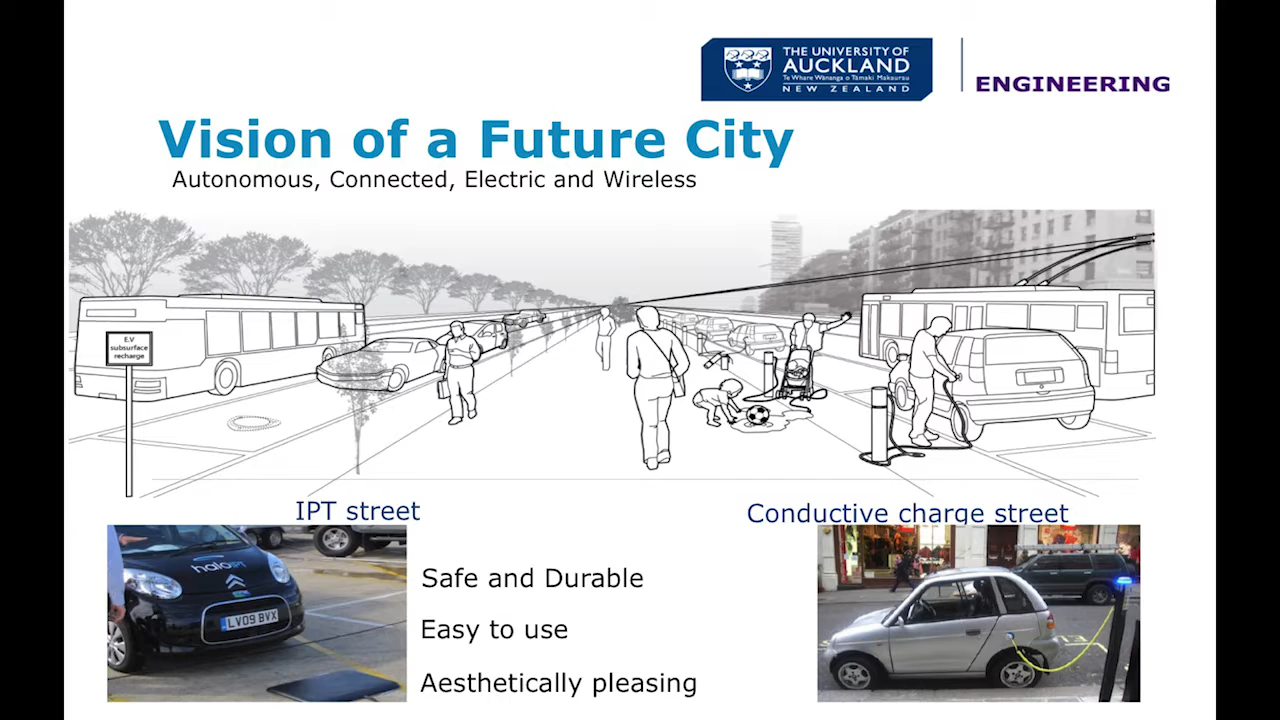 THE UNIVERSITY OF
AUCKLAND
Te Whare Wānanga o Tāmaki Makaurau
NEW ZEALAND
ENGINEERING
Vision of a Future City
Autonomous, Connected, Electric and Wireless
E.V
subsurface
recharge
IPT street
Conductive charge street
haloIPT
LV09 BVX
Safe and Durable
Easy to use
Aesthetically pleasing